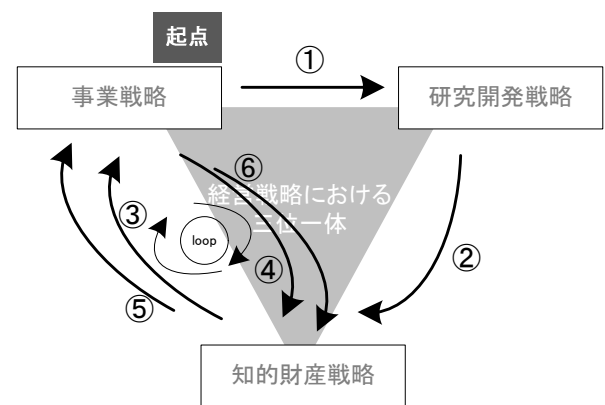 起点
①
事業戦略
研究開発戦略
⑥
経営戦略における
三位一体
③
loop
④
②
⑤
知的財産戦略